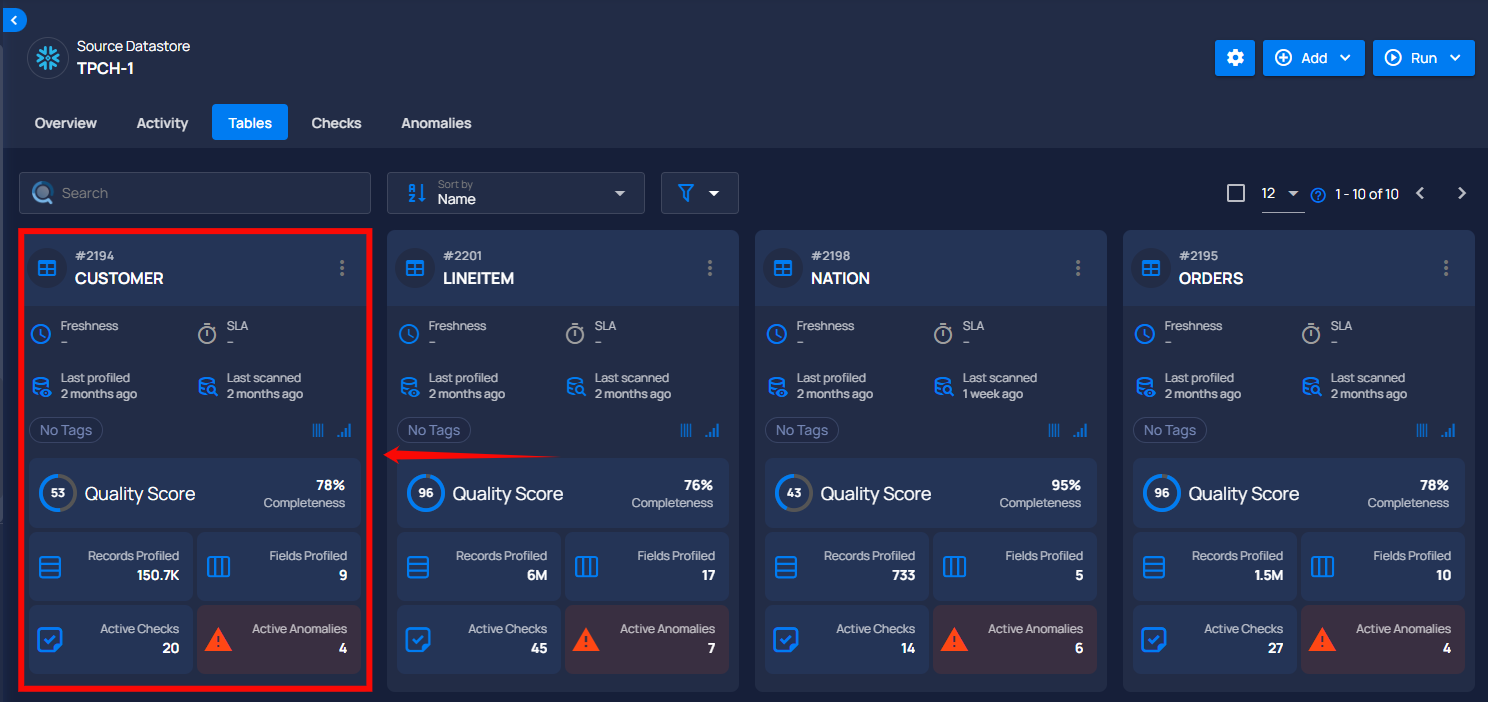 Source Datastore
TPCH-1
Add
Run
Overview
Activity
Tables
Checks
Anomalies
Search
Sort by
Name
12
1 - 10 of 10
#2194
CUSTOMER
Freshness
–
SLA
–
Last profiled
2 months ago
Last scanned
2 months ago
No Tags
53
Quality Score
78%
Completeness
Records Profiled
150.7K
Fields Profiled
9
Active Checks
20
Active Anomalies
4
#2201
LINEITEM
Freshness
–
SLA
–
Last profiled
2 months ago
Last scanned
2 months ago
No Tags
96
Quality Score
76%
Completeness
Records Profiled
6M
Fields Profiled
17
Active Checks
45
Active Anomalies
7
#2198
NATION
Freshness
–
SLA
–
Last profiled
2 months ago
Last scanned
1 week ago
No Tags
43
Quality Score
95%
Completeness
Records Profiled
733
Fields Profiled
5
Active Checks
14
Active Anomalies
6
#2195
ORDERS
Freshness
–
SLA
–
Last profiled
2 months ago
Last scanned
2 months ago
No Tags
96
Quality Score
78%
Completeness
Records Profiled
1.5M
Fields Profiled
10
Active Checks
27
Active Anomalies
4